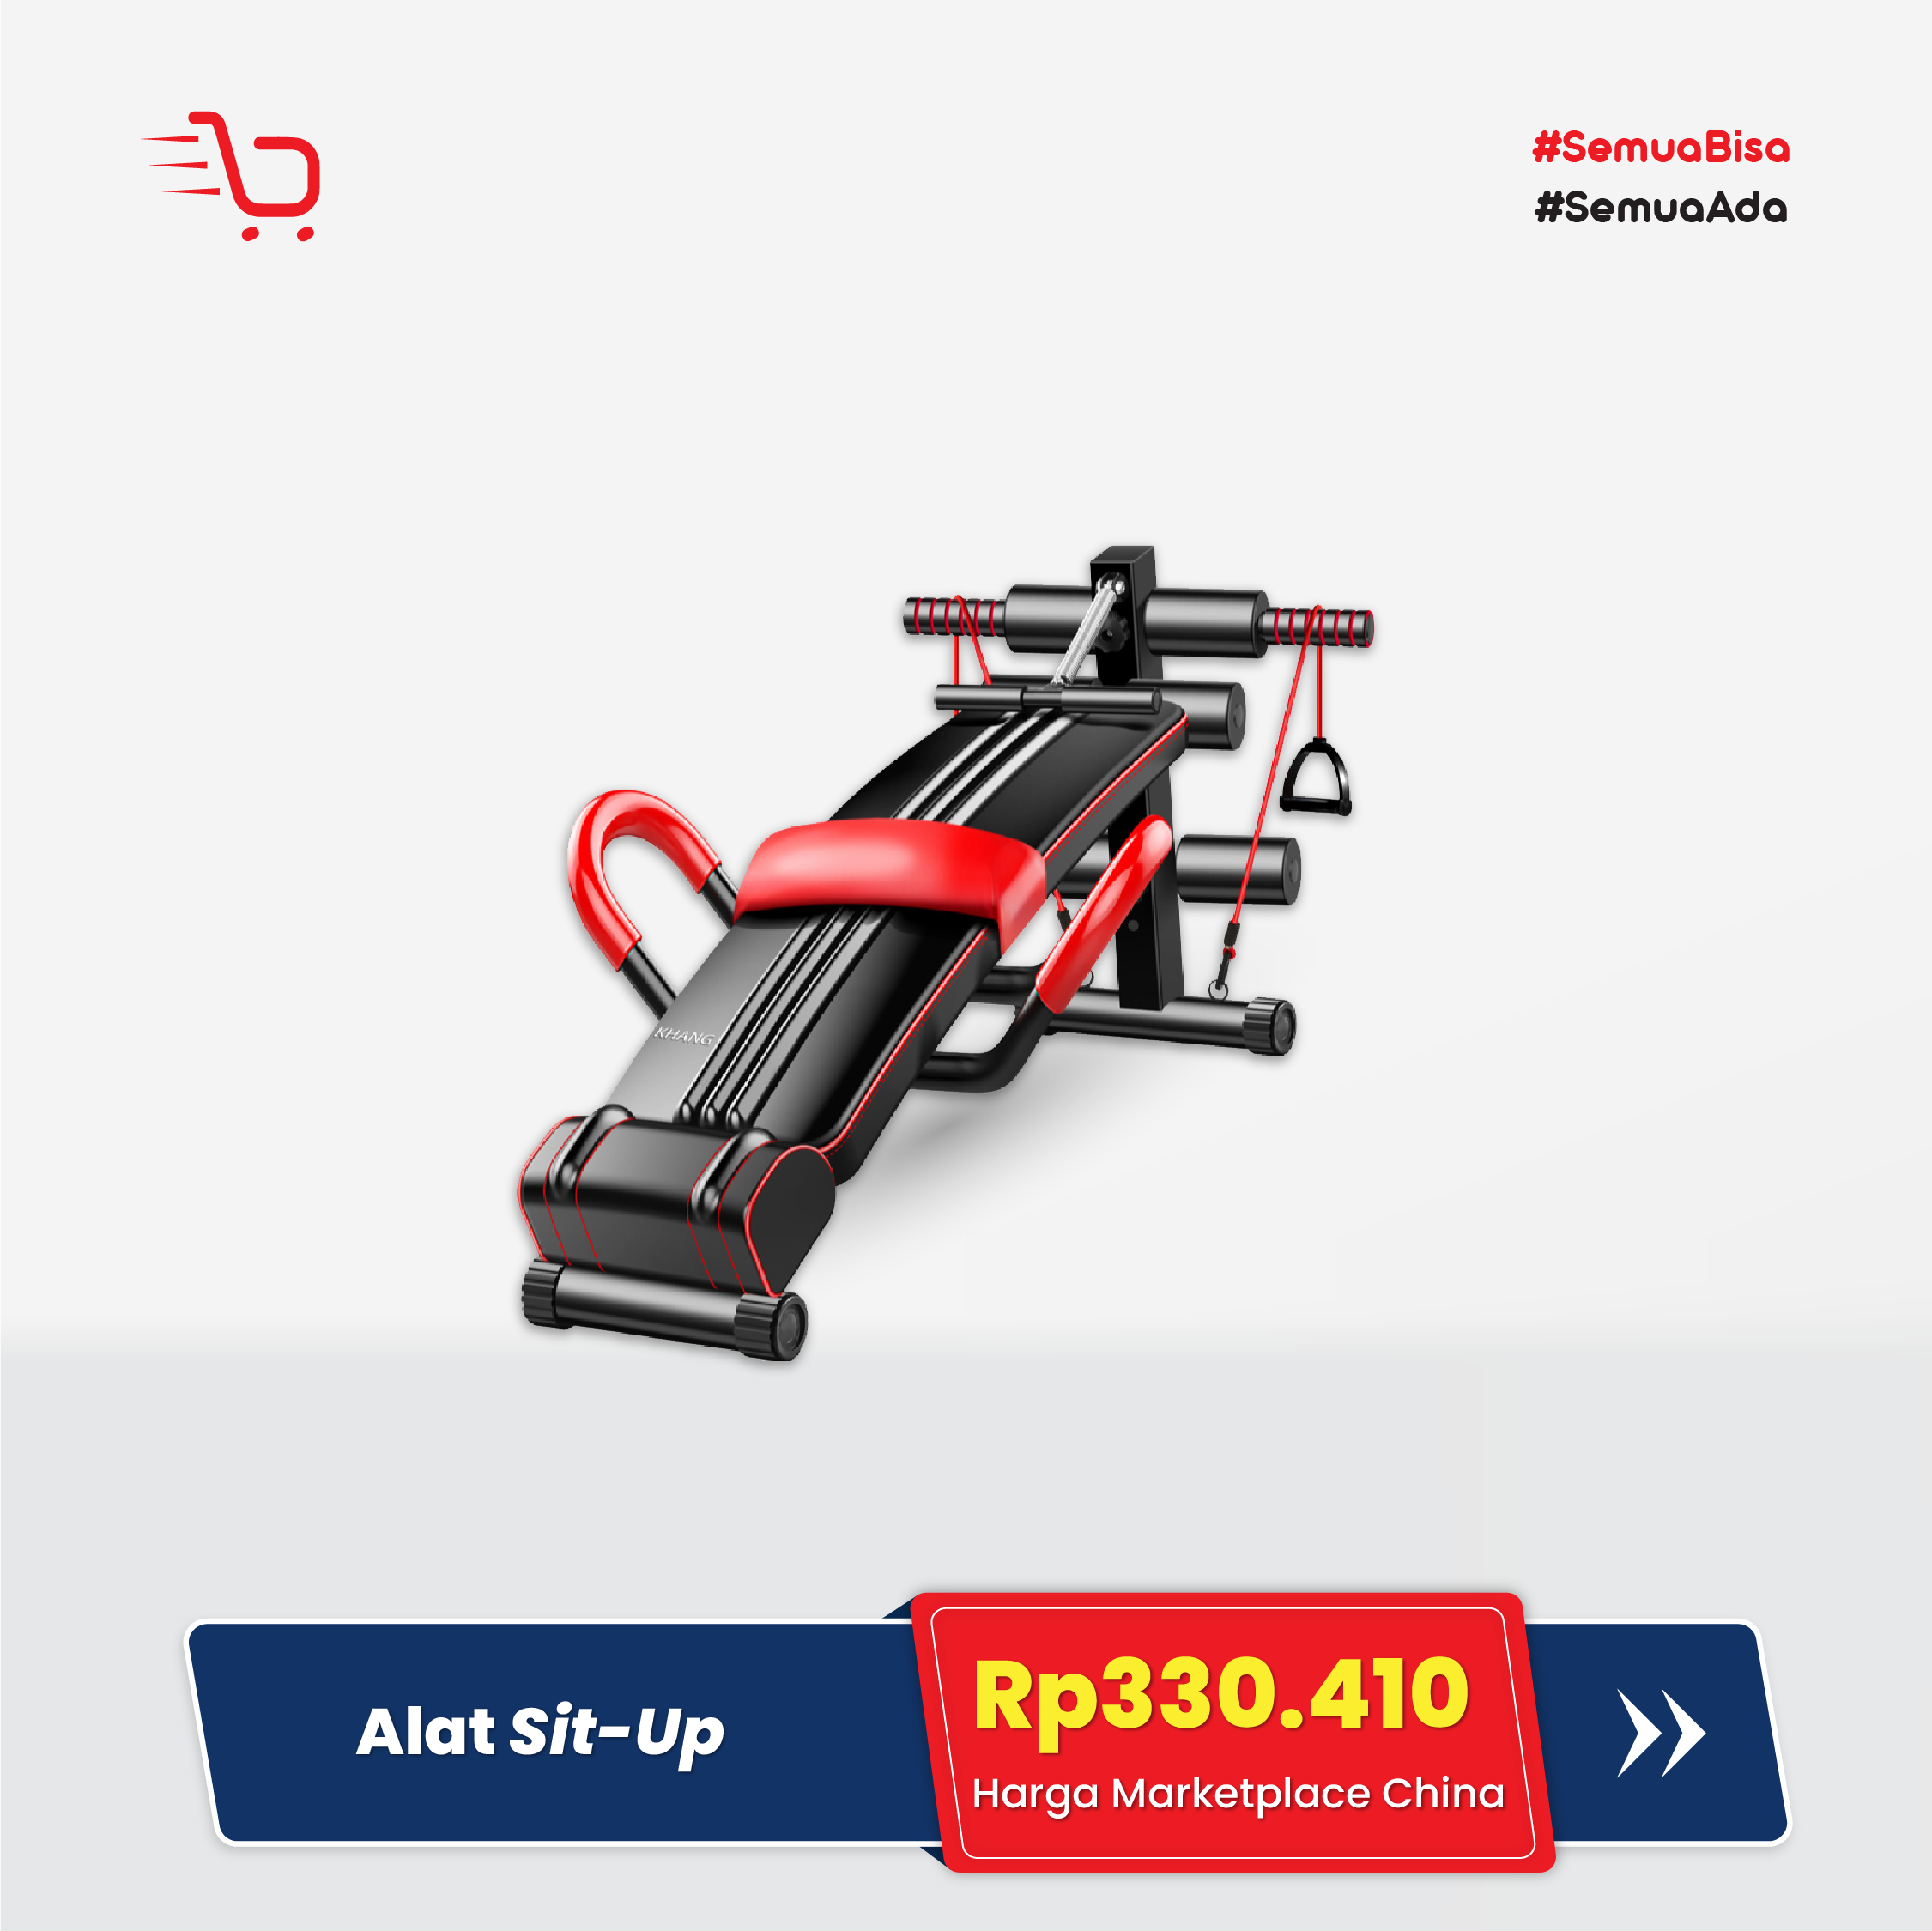 #SemuaBisa
#SemuaAda
KHANG
Alat Sit-Up
Rp330.410
Harga Marketplace China